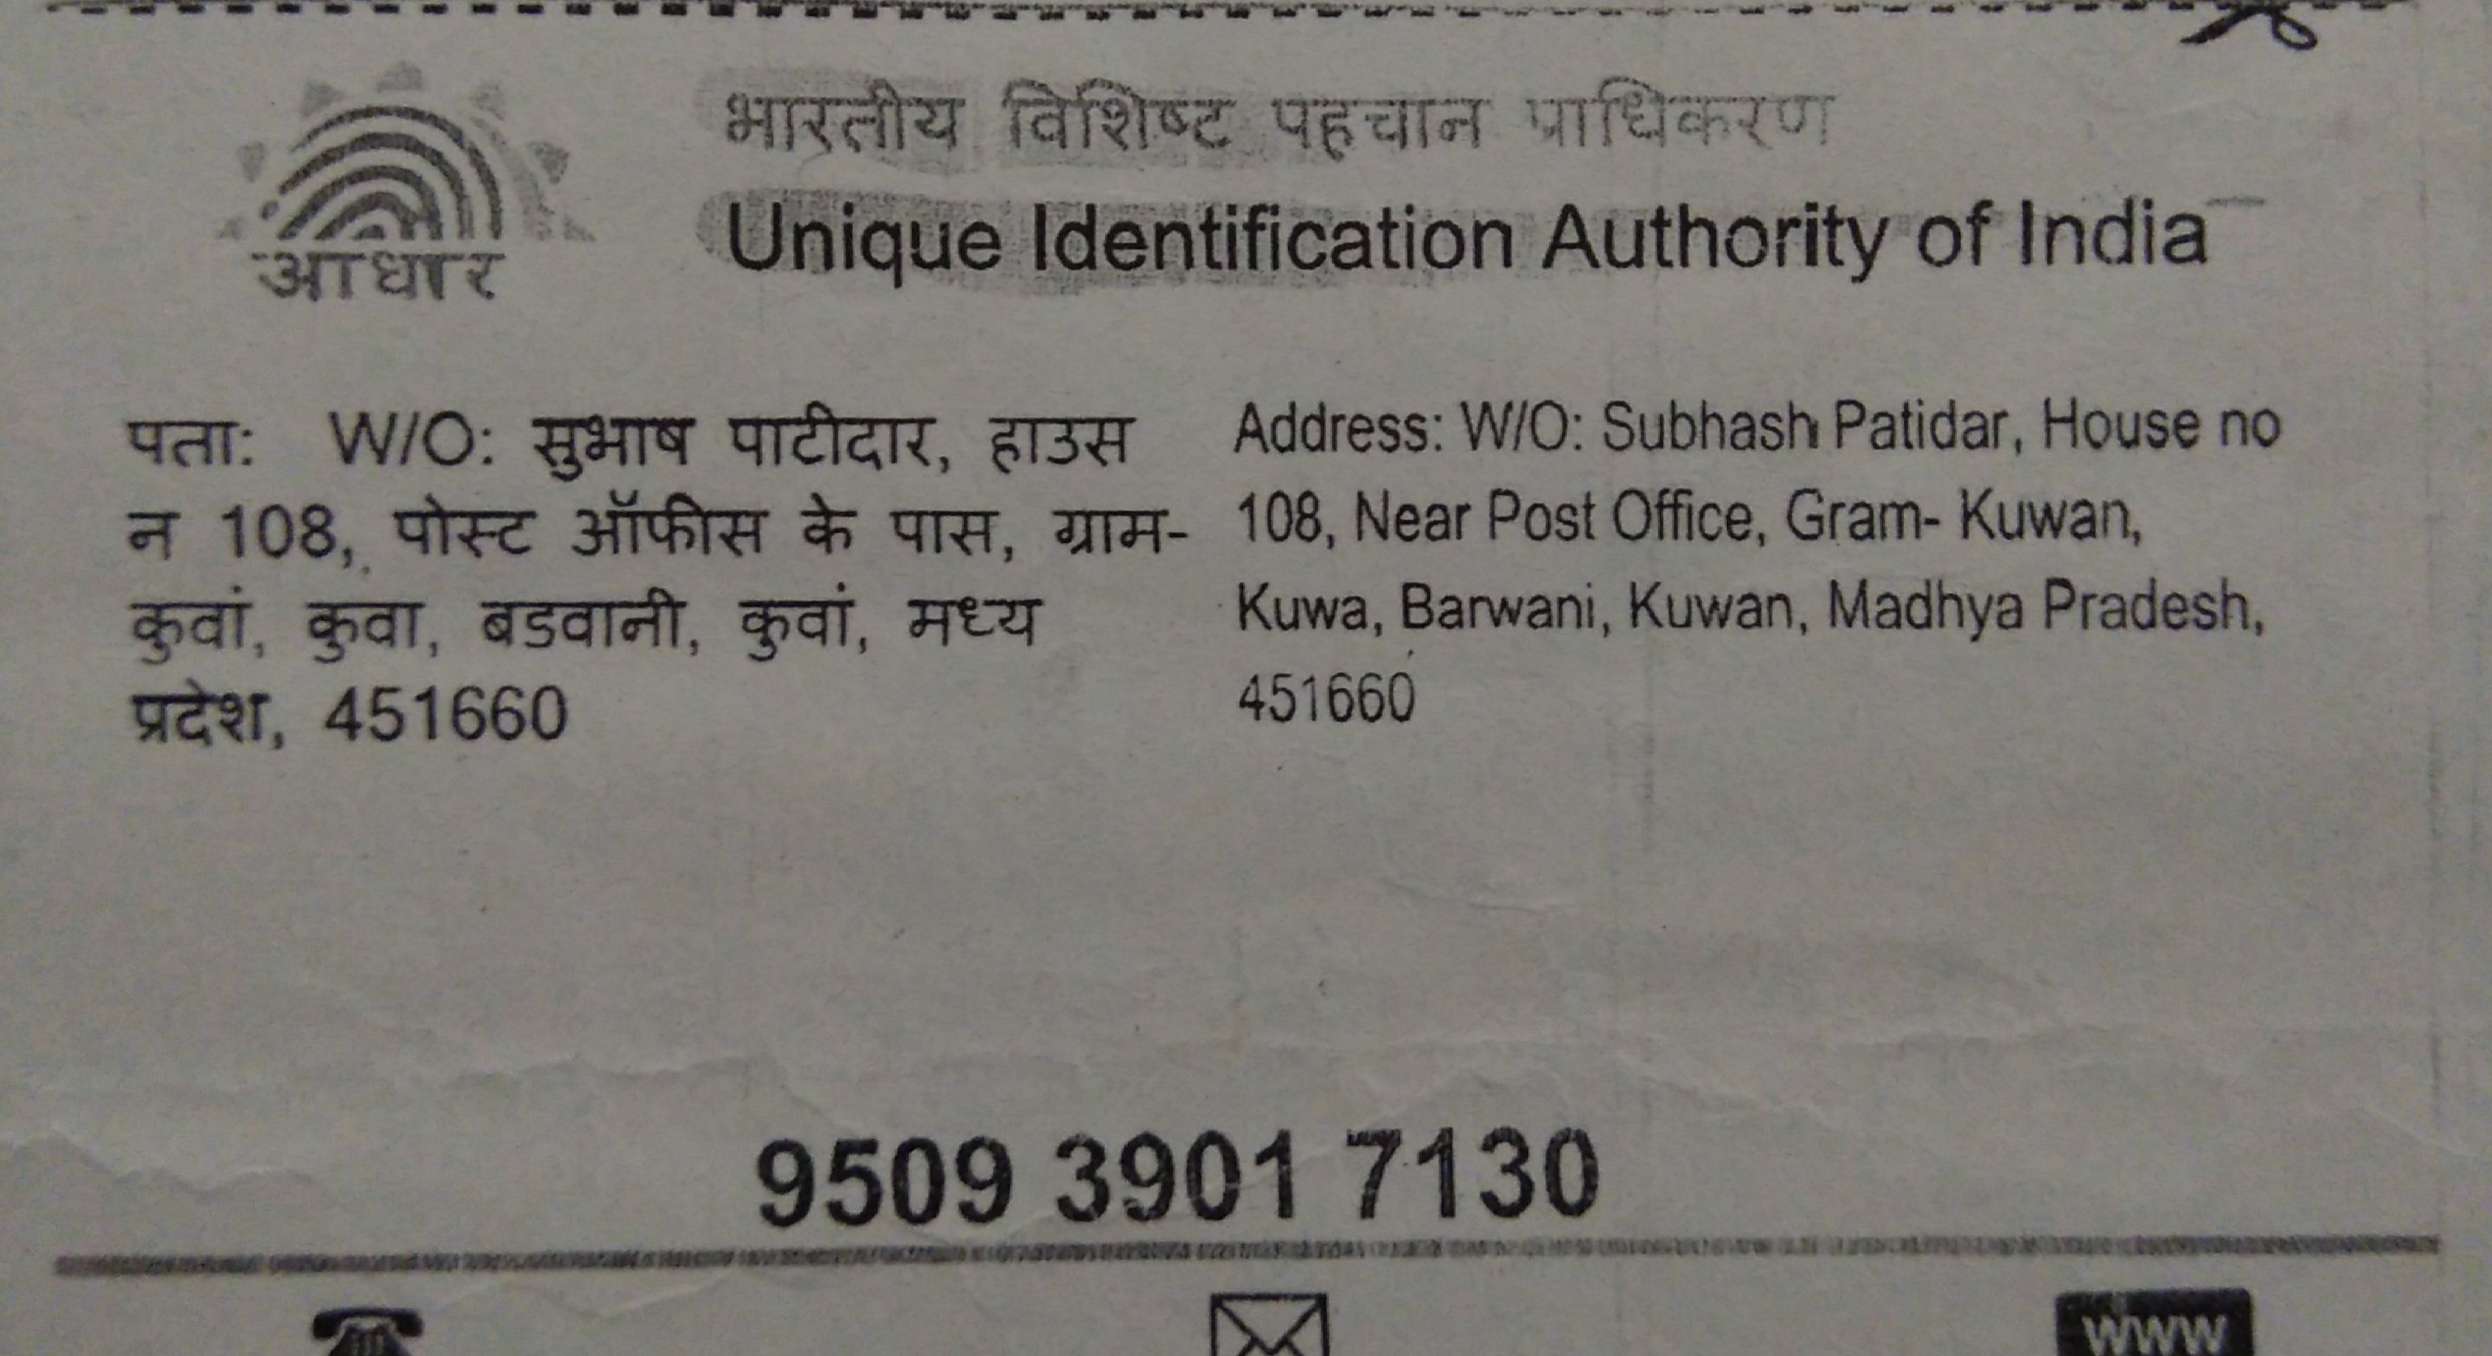 भारतीय विशिष्ट पहचान प्राधिकरण
Unique Identification Authority of India
आधार
पता: W/O: सुभाष पाटीदार, हाउस
न 108, पोस्ट ऑफीस के पास, ग्राम-
कुवां, कुवा, बडवानी, कुवां, मध्य
प्रदेश, 451660
Address: W/O: Subhash Patidar, House no
108, Near Post Office, Gram- Kuwan,
Kuwa, Barwani, Kuwan, Madhya Pradesh,
451660
9509 3901 7130
www